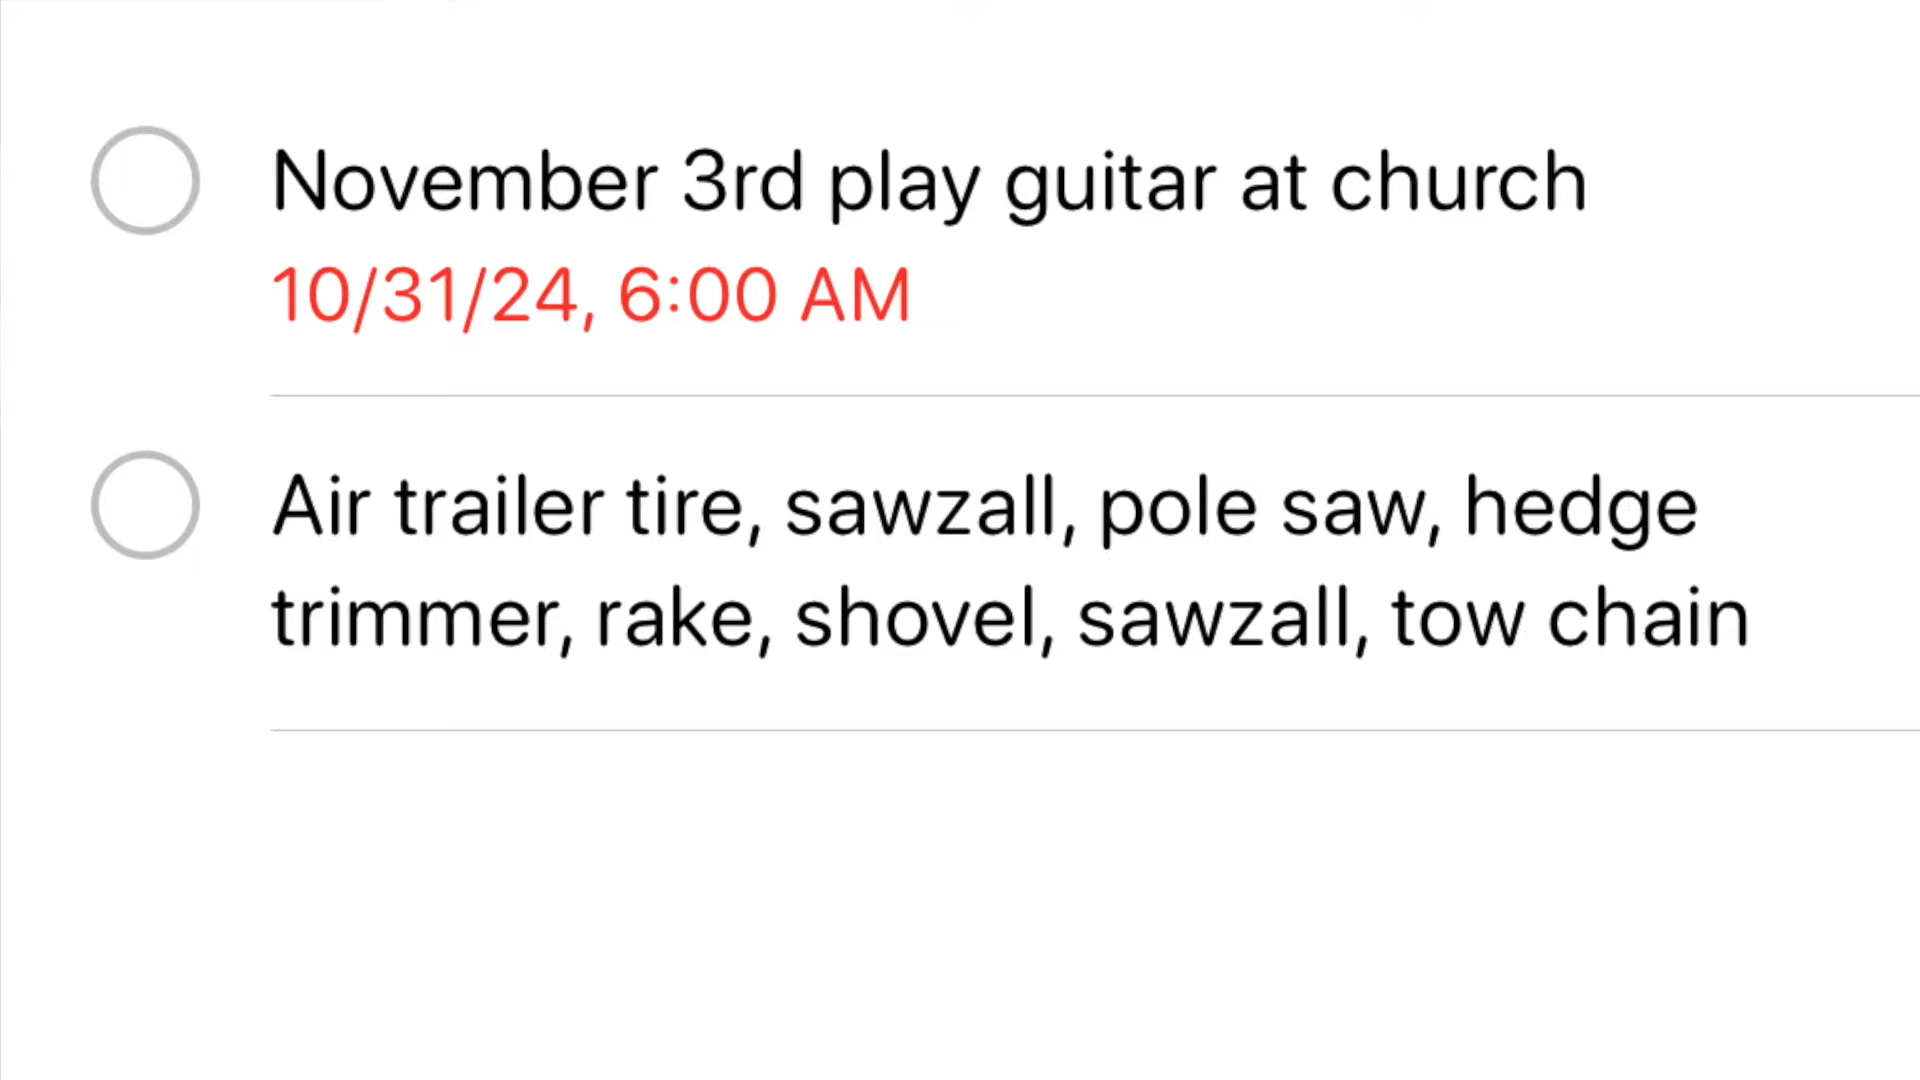 November 3rd play guitar at church
10/31/24, 6:00 AM
Air trailer tire, sawzall, pole saw, hedge
trimmer, rake, shovel, sawzall, tow chain